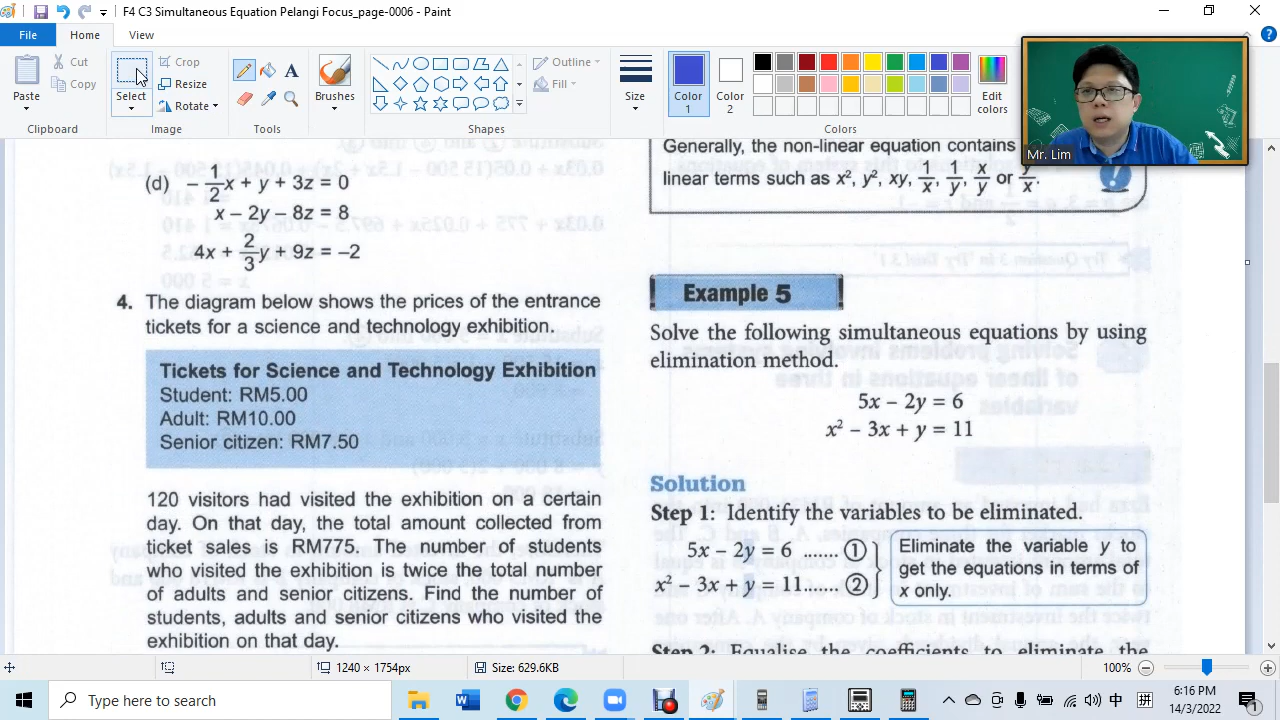 F4 C3 Simultaneous Equation Pelangi Focus_page-0006 - Paint
File Home View
Paste
Cut
Copy
Clipboard
Select
Crop
Resize
Rotate
Image
A
Tools
Brushes
Shapes
Outline
Fill
Size
Color 1
Color 2
Edit colors
Colors
Mr. Lim
(d) −1/2x + y + 3z = 0
x − 2y − 8z = 8
4x + 2/3y + 9z = −2
4. The diagram below shows the prices of the entrance
tickets for a science and technology exhibition.
Tickets for Science and Technology Exhibition
Student: RM5.00
Adult: RM10.00
Senior citizen: RM7.50
120 visitors had visited the exhibition on a certain
day. On that day, the total amount collected from
ticket sales is RM775. The number of students
who visited the exhibition is twice the total number
of adults and senior citizens. Find the number of
students, adults and senior citizens who visited the
exhibition on that day.
Generally, the non-linear equation contains
linear terms such as x², y², xy, 1/x, 1/y, x/y or y/x.
Example 5
Solve the following simultaneous equations by using
elimination method.
5x − 2y = 6
x² − 3x + y = 11
Solution
Step 1: Identify the variables to be eliminated.
5x − 2y = 6 ....... ①
x² − 3x + y = 11....... ②
Eliminate the variable y to
get the equations in terms of
x only.
Step 2: Equalise the coefficients to eliminate the
1240 × 1754px
Size: 629.6KB
100%
Type here to search
中
拼
6:16 PM
14/3/2022
1